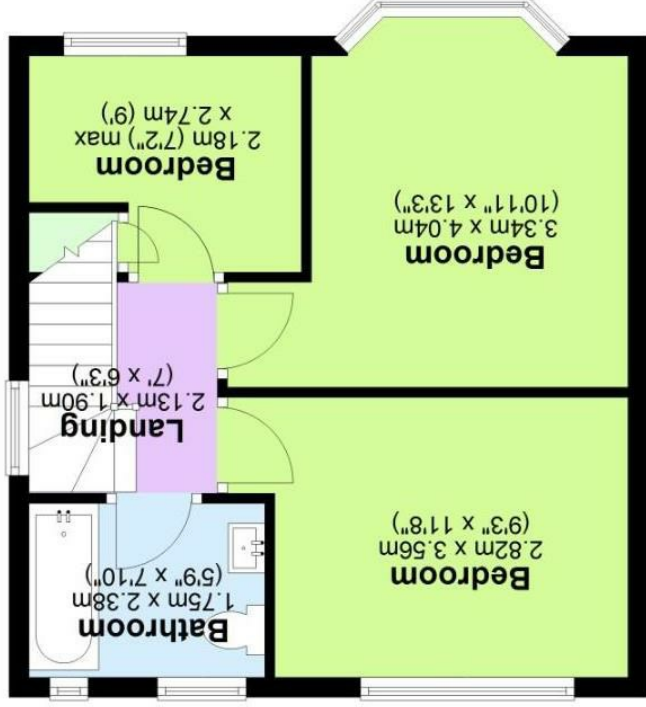 Bathroom
1.75m x 2.38m
(5'9" x 7'10")
Bedroom
2.82m x 3.56m
(9'3" x 11'8")
Landing
2.13m x 1.90m
(7' x 6'3")
Bedroom
3.34m x 4.04m
(10'11" x 13'3")
Bedroom
2.18m (7'2") max
x 2.74m (9')